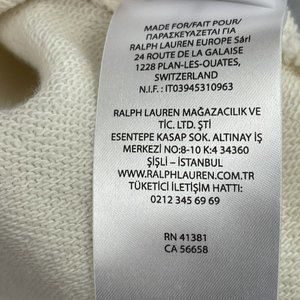 MADE FOR/FAIT POUR/
ΠΑΡΑΣΚΕΥΑΖΕΤΑΙ ΓΙΑ
RALPH LAUREN EUROPE Sárl
24 ROUTE DE LA GALAISE
1228 PLAN-LES-OUATES,
SWITZERLAND
N.I.F. : IT03945310963
RALPH LAUREN MAĞAZACILIK VE
TİC. LTD. ŞTİ
ESENTEPE KASAP SOK. ALTINAY İŞ
MERKEZİ NO:8-10 K:4 34360
ŞİŞLİ – İSTANBUL
WWW.RALPHLAUREN.COM.TR
TÜKETİCİ İLETİŞİM HATTI:
0212 345 69 69
RN 41381
CA 56658